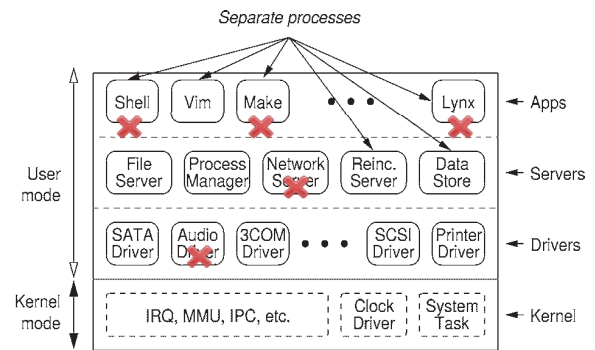 Separate processes
Shell
Vim
Make
Lynx
Apps
User
mode
File
Server
Process
Manager
Network
Server
Reinc.
Server
Data
Store
Servers
SATA
Driver
Audio
Driver
3COM
Driver
SCSI
Driver
Printer
Driver
Drivers
Kernel
mode
IRQ, MMU, IPC, etc.
Clock
Driver
System
Task
Kernel